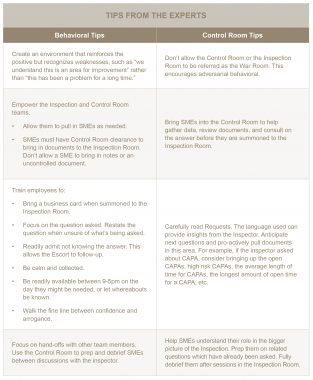 TIPS FROM THE EXPERTS
Behavioral Tips
Control Room Tips
Create an environment that reinforces the
positive but recognizes weaknesses, such as "we
understand this is an area for improvement" rather
than "this has been a problem for a long time."
Don't allow the Control Room or the Inspection
Room to be referred as the War Room. This
encourages adversarial behavior.
Empower the Inspection and Control Room
teams.
• Allow them to pull in SMEs as needed.
• SMEs must have Control Room clearance to
bring in documents to the Inspection Room.
Don't allow a SME to bring in notes or an
uncontrolled document.
Bring SMEs into the Control Room to help
gather data, review documents, and consult on
the answer before they are summoned to the
Inspection Room.
Train employees to:
• Bring a business card when summoned to the
Inspection Room.
• Focus on the question asked. Restate the
question when unsure of what's being asked.
• Readily admit not knowing the answer. This
allows the Escort to follow-up.
• Be calm and collected.
• Be readily available between 9-5pm on the
day they might be needed, or let whereabouts
be known.
• Walk the fine line between confidence and
arrogance.
Carefully read Requests. The language used can
provide insights from the Inspector. Anticipate
next questions and pro-actively pull documents
in this area. For example, if the inspector asked
about CAPA, consider bringing up the open
CAPAs, high risk CAPAs, the average length of
time for CAPAs, the longest amount of open time
for a CAPA, etc.
Focus on hand-offs with other team members.
Use the Control Room to prep and debrief SMEs
between discussions with the inspector.
Help SMEs understand their role in the bigger
picture of the Inspection. Prep them on related
questions which have already been asked. Fully
debrief them after sessions in the Inspection Room.